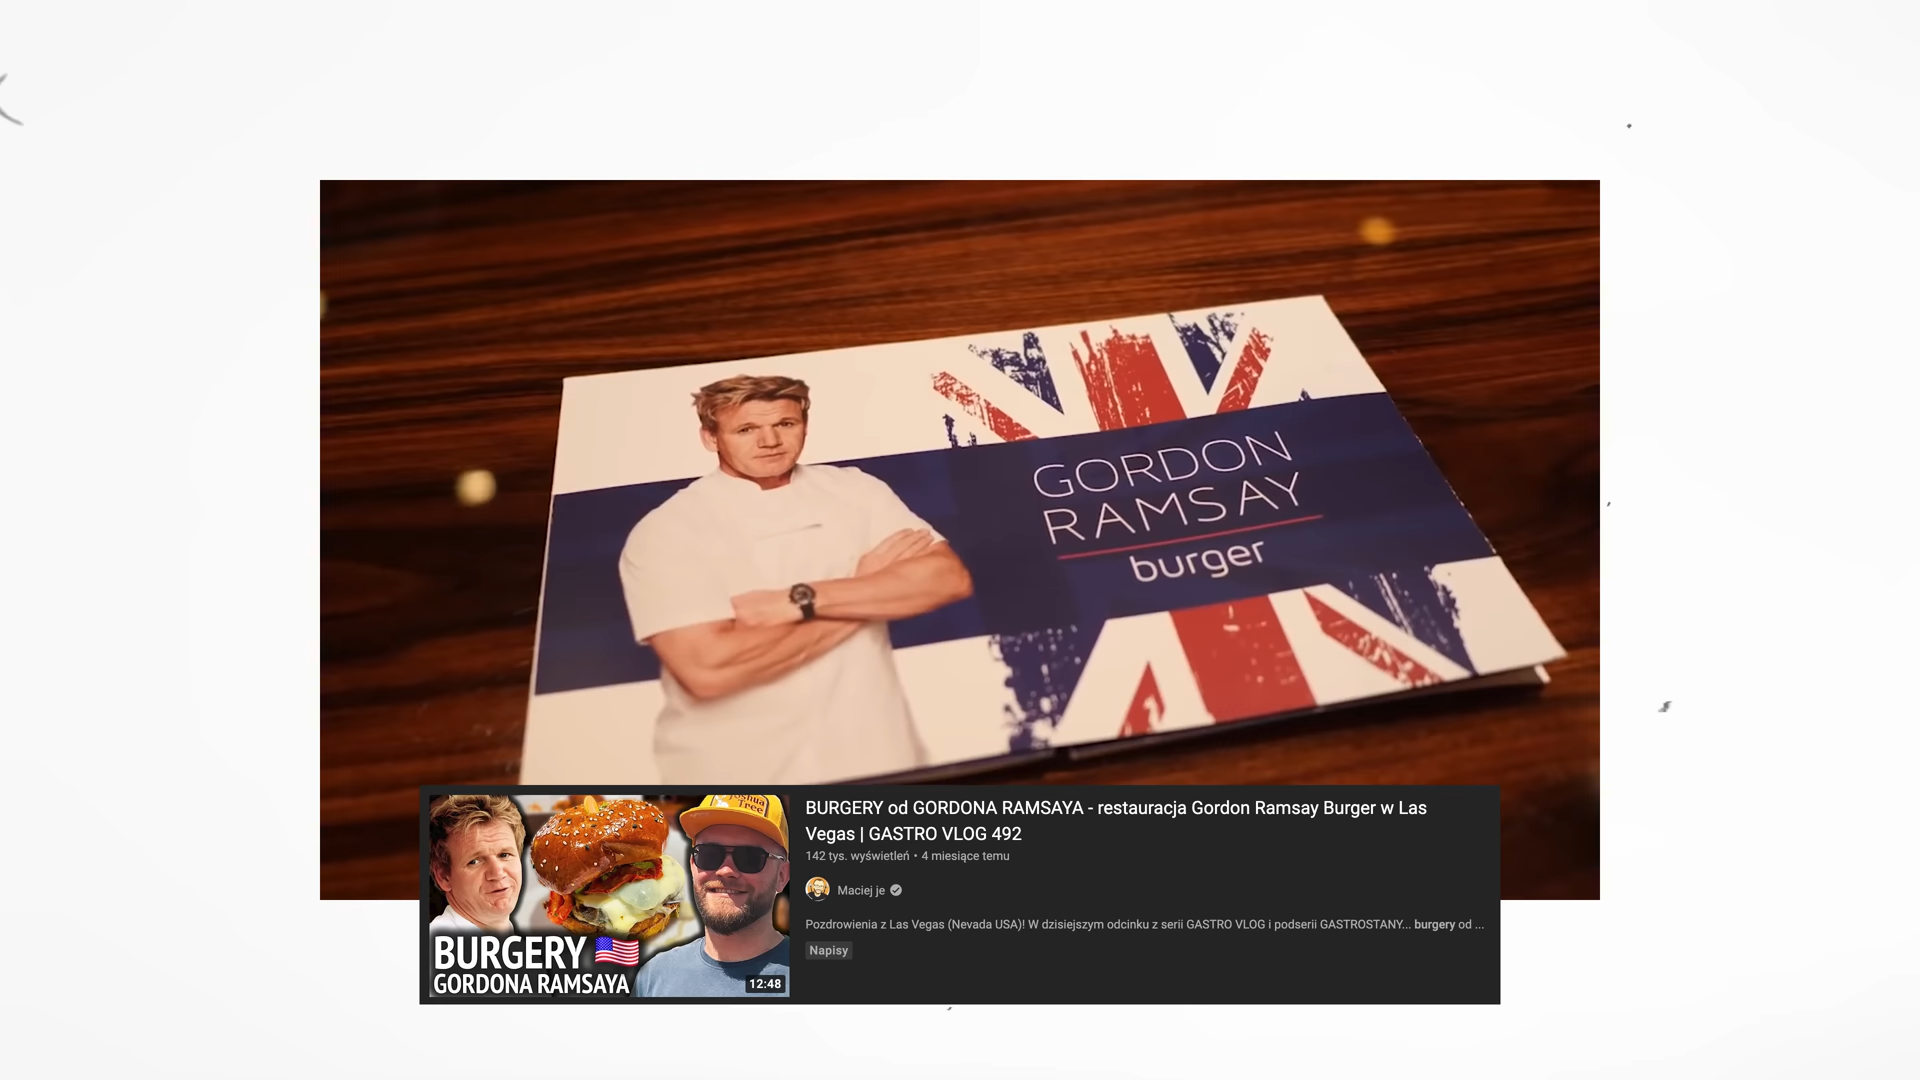 GORDON
RAMSAY
burger
Joshua
Tree
BURGERY
GORDONA RAMSAYA
12:48
BURGERY od GORDONA RAMSAYA - restauracja Gordon Ramsay Burger w Las
Vegas | GASTRO VLOG 492
142 tys. wyświetleń • 4 miesiące temu
Maciej je
Pozdrowienia z Las Vegas (Nevada USA)! W dzisiejszym odcinku z serii GASTRO VLOG i podserii GASTROSTANY... burgery od ...
Napisy